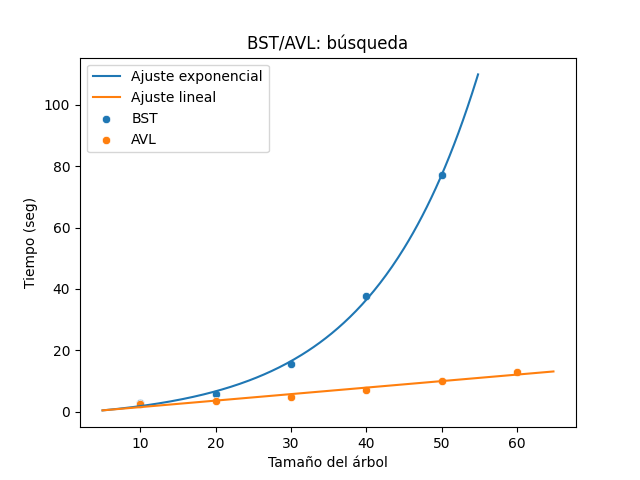 BST/AVL: búsqueda
Ajuste exponencial
Ajuste lineal
BST
AVL
Tiempo (seg)
100
80
60
40
20
0
10 20 30 40 50 60
Tamaño del árbol